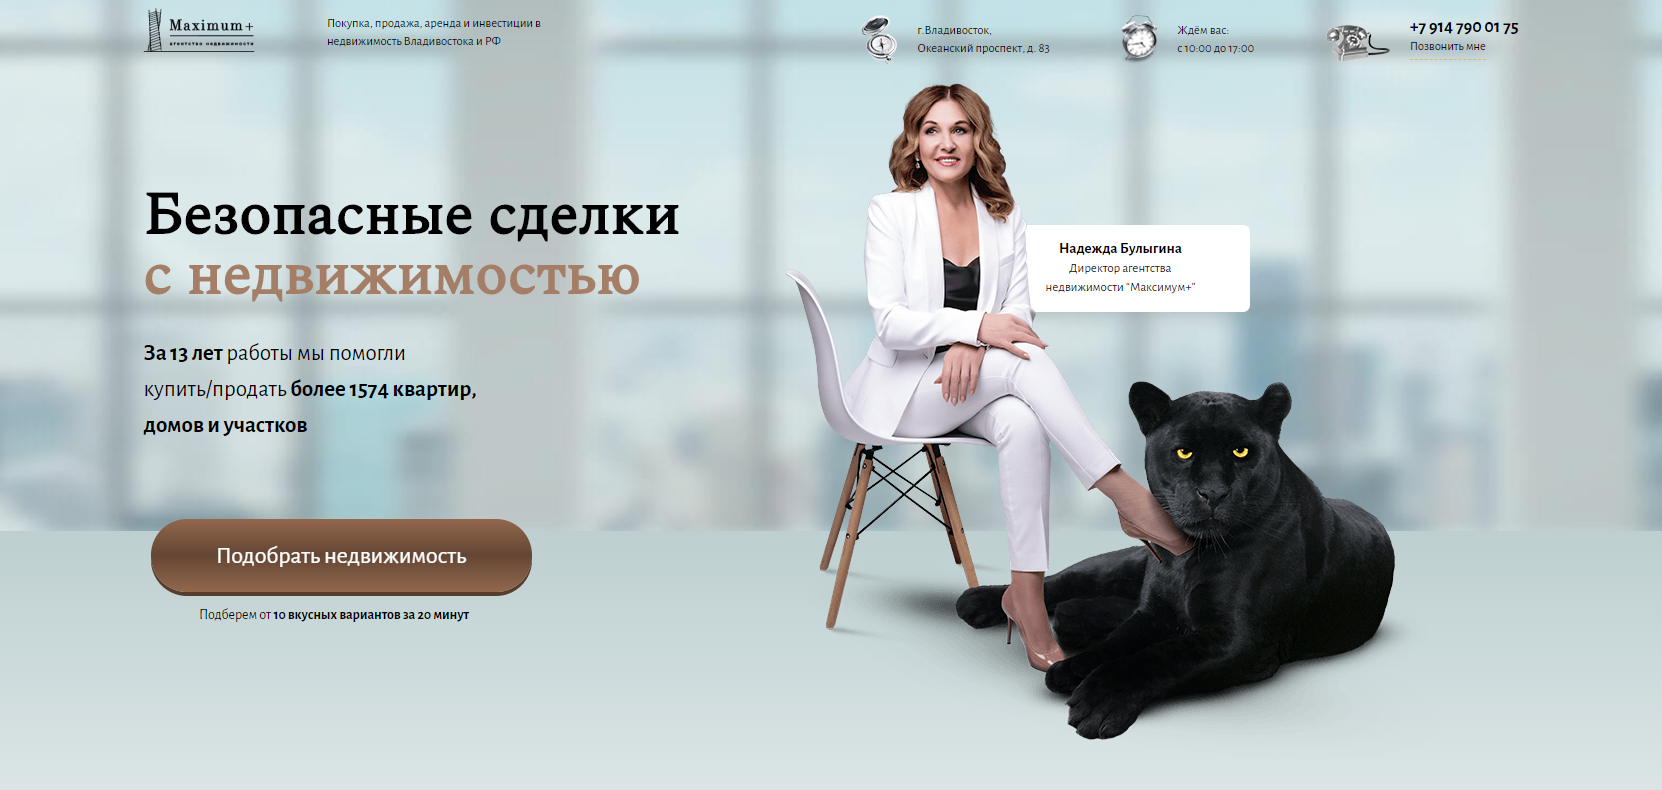 Maximum+
агентство недвижимости
Покупка, продажа, аренда и инвестиции в
недвижимость Владивостока и РФ
г.Владивосток,
Океанский проспект, д. 83
Ждём вас:
с 10:00 до 17:00
+7 914 790 01 75
Позвонить мне
Безопасные сделки
с недвижимостью
Надежда Булыгина
Директор агентства
недвижимости "Максимум+"
За 13 лет работы мы помогли
купить/продать более 1574 квартир,
домов и участков
Подобрать недвижимость
Подберем от 10 вкусных вариантов за 20 минут